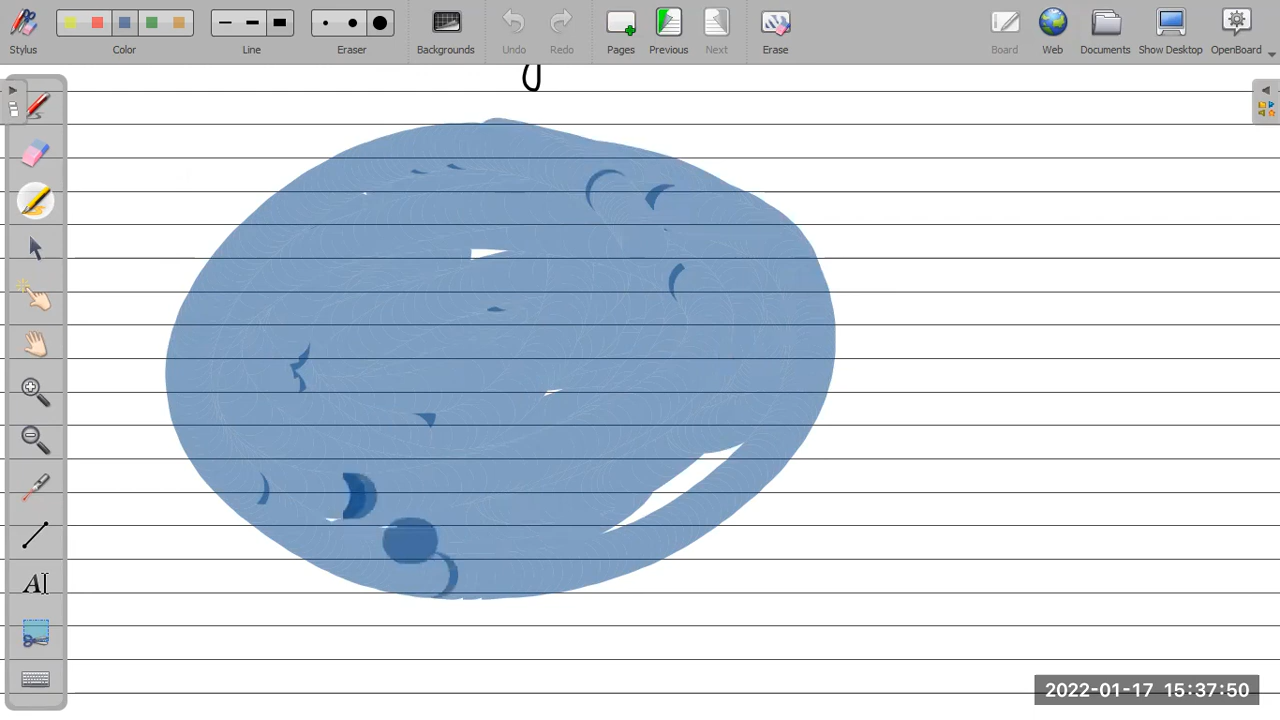 Stylus Color Line Eraser Backgrounds Undo Redo Pages Previous Next Erase Board Web Documents Show Desktop OpenBoard
AI
2022-01-17 15:37:50